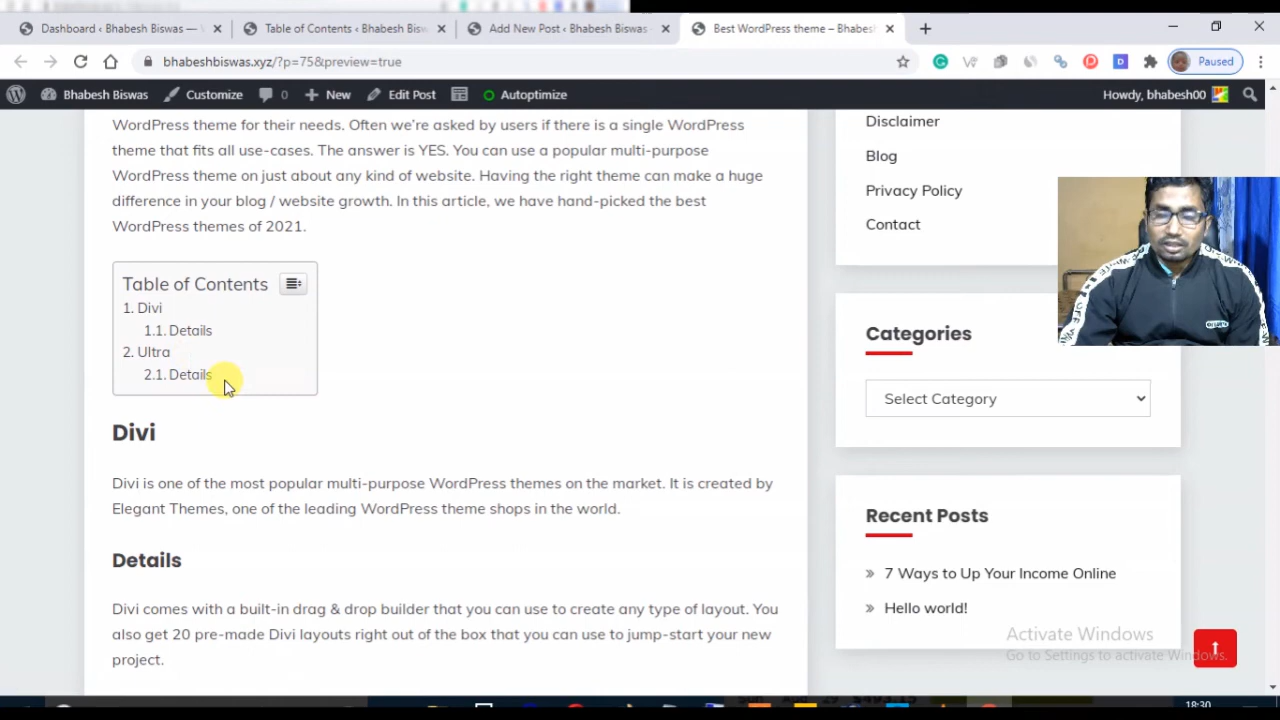 Dashboard ‹ Bhabesh Biswas —
Table of Contents ‹ Bhabesh Bisw
Add New Post ‹ Bhabesh Biswas
Best WordPress theme – Bhabesh
bhabeshbiswas.xyz/?p=75&preview=true
Paused
Bhabesh Biswas
Customize
0
New
Edit Post
Autoptimize
Howdy, bhabesh00
WordPress theme for their needs. Often we're asked by users if there is a single WordPress
theme that fits all use-cases. The answer is YES. You can use a popular multi-purpose
WordPress theme on just about any kind of website. Having the right theme can make a huge
difference in your blog / website growth. In this article, we have hand-picked the best
WordPress themes of 2021.
Table of Contents
1. Divi
1.1. Details
2. Ultra
2.1. Details
Divi
Divi is one of the most popular multi-purpose WordPress themes on the market. It is created by
Elegant Themes, one of the leading WordPress theme shops in the world.
Details
Divi comes with a built-in drag & drop builder that you can use to create any type of layout. You
also get 20 pre-made Divi layouts right out of the box that you can use to jump-start your new
project.
Disclaimer
Blog
Privacy Policy
Contact
Categories
Select Category
Recent Posts
» 7 Ways to Up Your Income Online
» Hello world!
Activate Windows
Go to Settings to activate Windows.
18:30